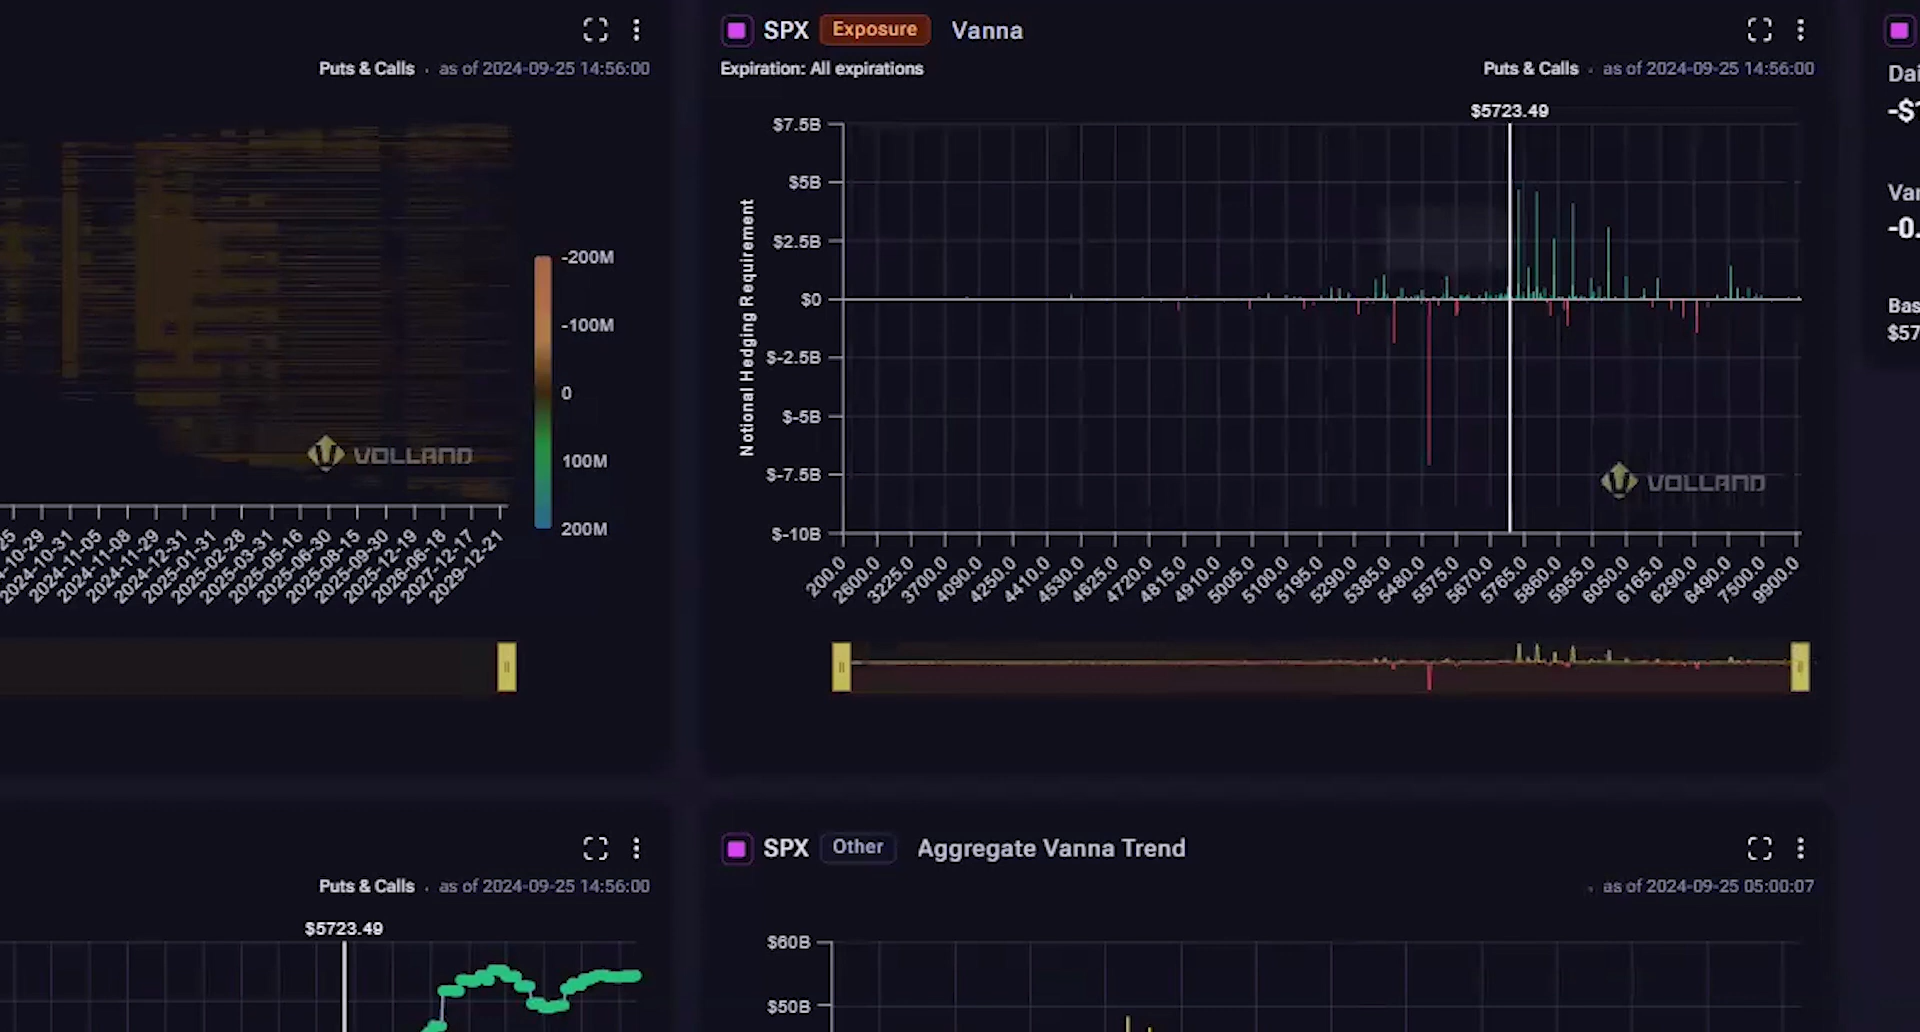 Puts & Calls · as of 2024-09-25 14:56:00
-200M
-100M
0
100M
200M
VOLLAND
2024-10-29
2024-10-31
2024-11-05
2024-11-08
2024-11-29
2024-12-31
2025-01-31
2025-02-28
2025-03-31
2025-05-16
2025-06-30
2025-08-15
2025-09-30
2025-12-19
2026-06-18
2027-12-17
2029-12-21
SPX Exposure Vanna
Expiration: All expirations
Puts & Calls · as of 2024-09-25 14:56:00
$5723.49
Notional Hedging Requirement
$7.5B
$5B
$2.5B
$0
$-2.5B
$-5B
$-7.5B
$-10B
VOLLAND
200.0
2600.0
3225.0
3700.0
4090.0
4250.0
4410.0
4530.0
4625.0
4720.0
4815.0
4910.0
5005.0
5100.0
5195.0
5290.0
5385.0
5480.0
5575.0
5670.0
5765.0
5860.0
5955.0
6050.0
6165.0
6290.0
6490.0
7500.0
9900.0
Puts & Calls · as of 2024-09-25 14:56:00
$5723.49
SPX Other Aggregate Vanna Trend
as of 2024-09-25 05:00:07
$60B
$50B